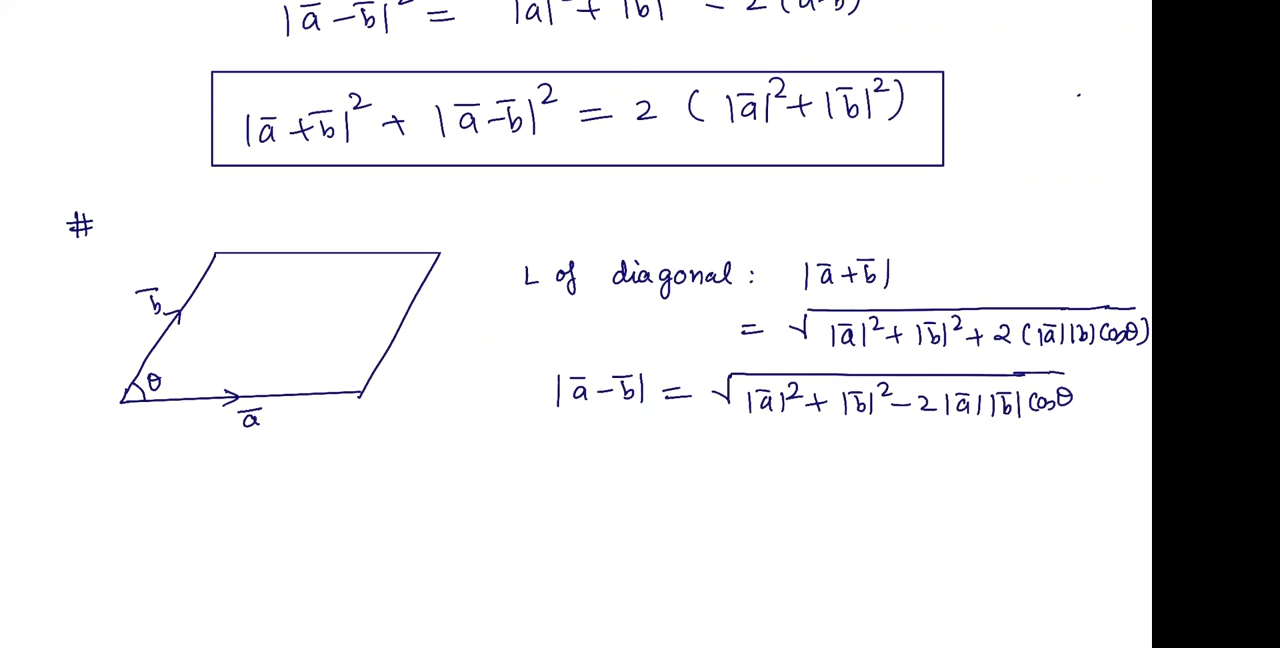 |a̅ - b̅|² = |a|² + |b|² - 2(a·b)
|a̅ + b̅|² + |a̅ - b̅|² = 2 (|a̅|² + |b̅|²)
#
b̅
θ
a̅
L of diagonal : |a̅ + b̅|
= √(|a̅|² + |b̅|² + 2(|a̅||b|cosθ))
|a̅ - b̅| = √(|a̅|² + |b̅|² - 2|a̅||b̅|cosθ)